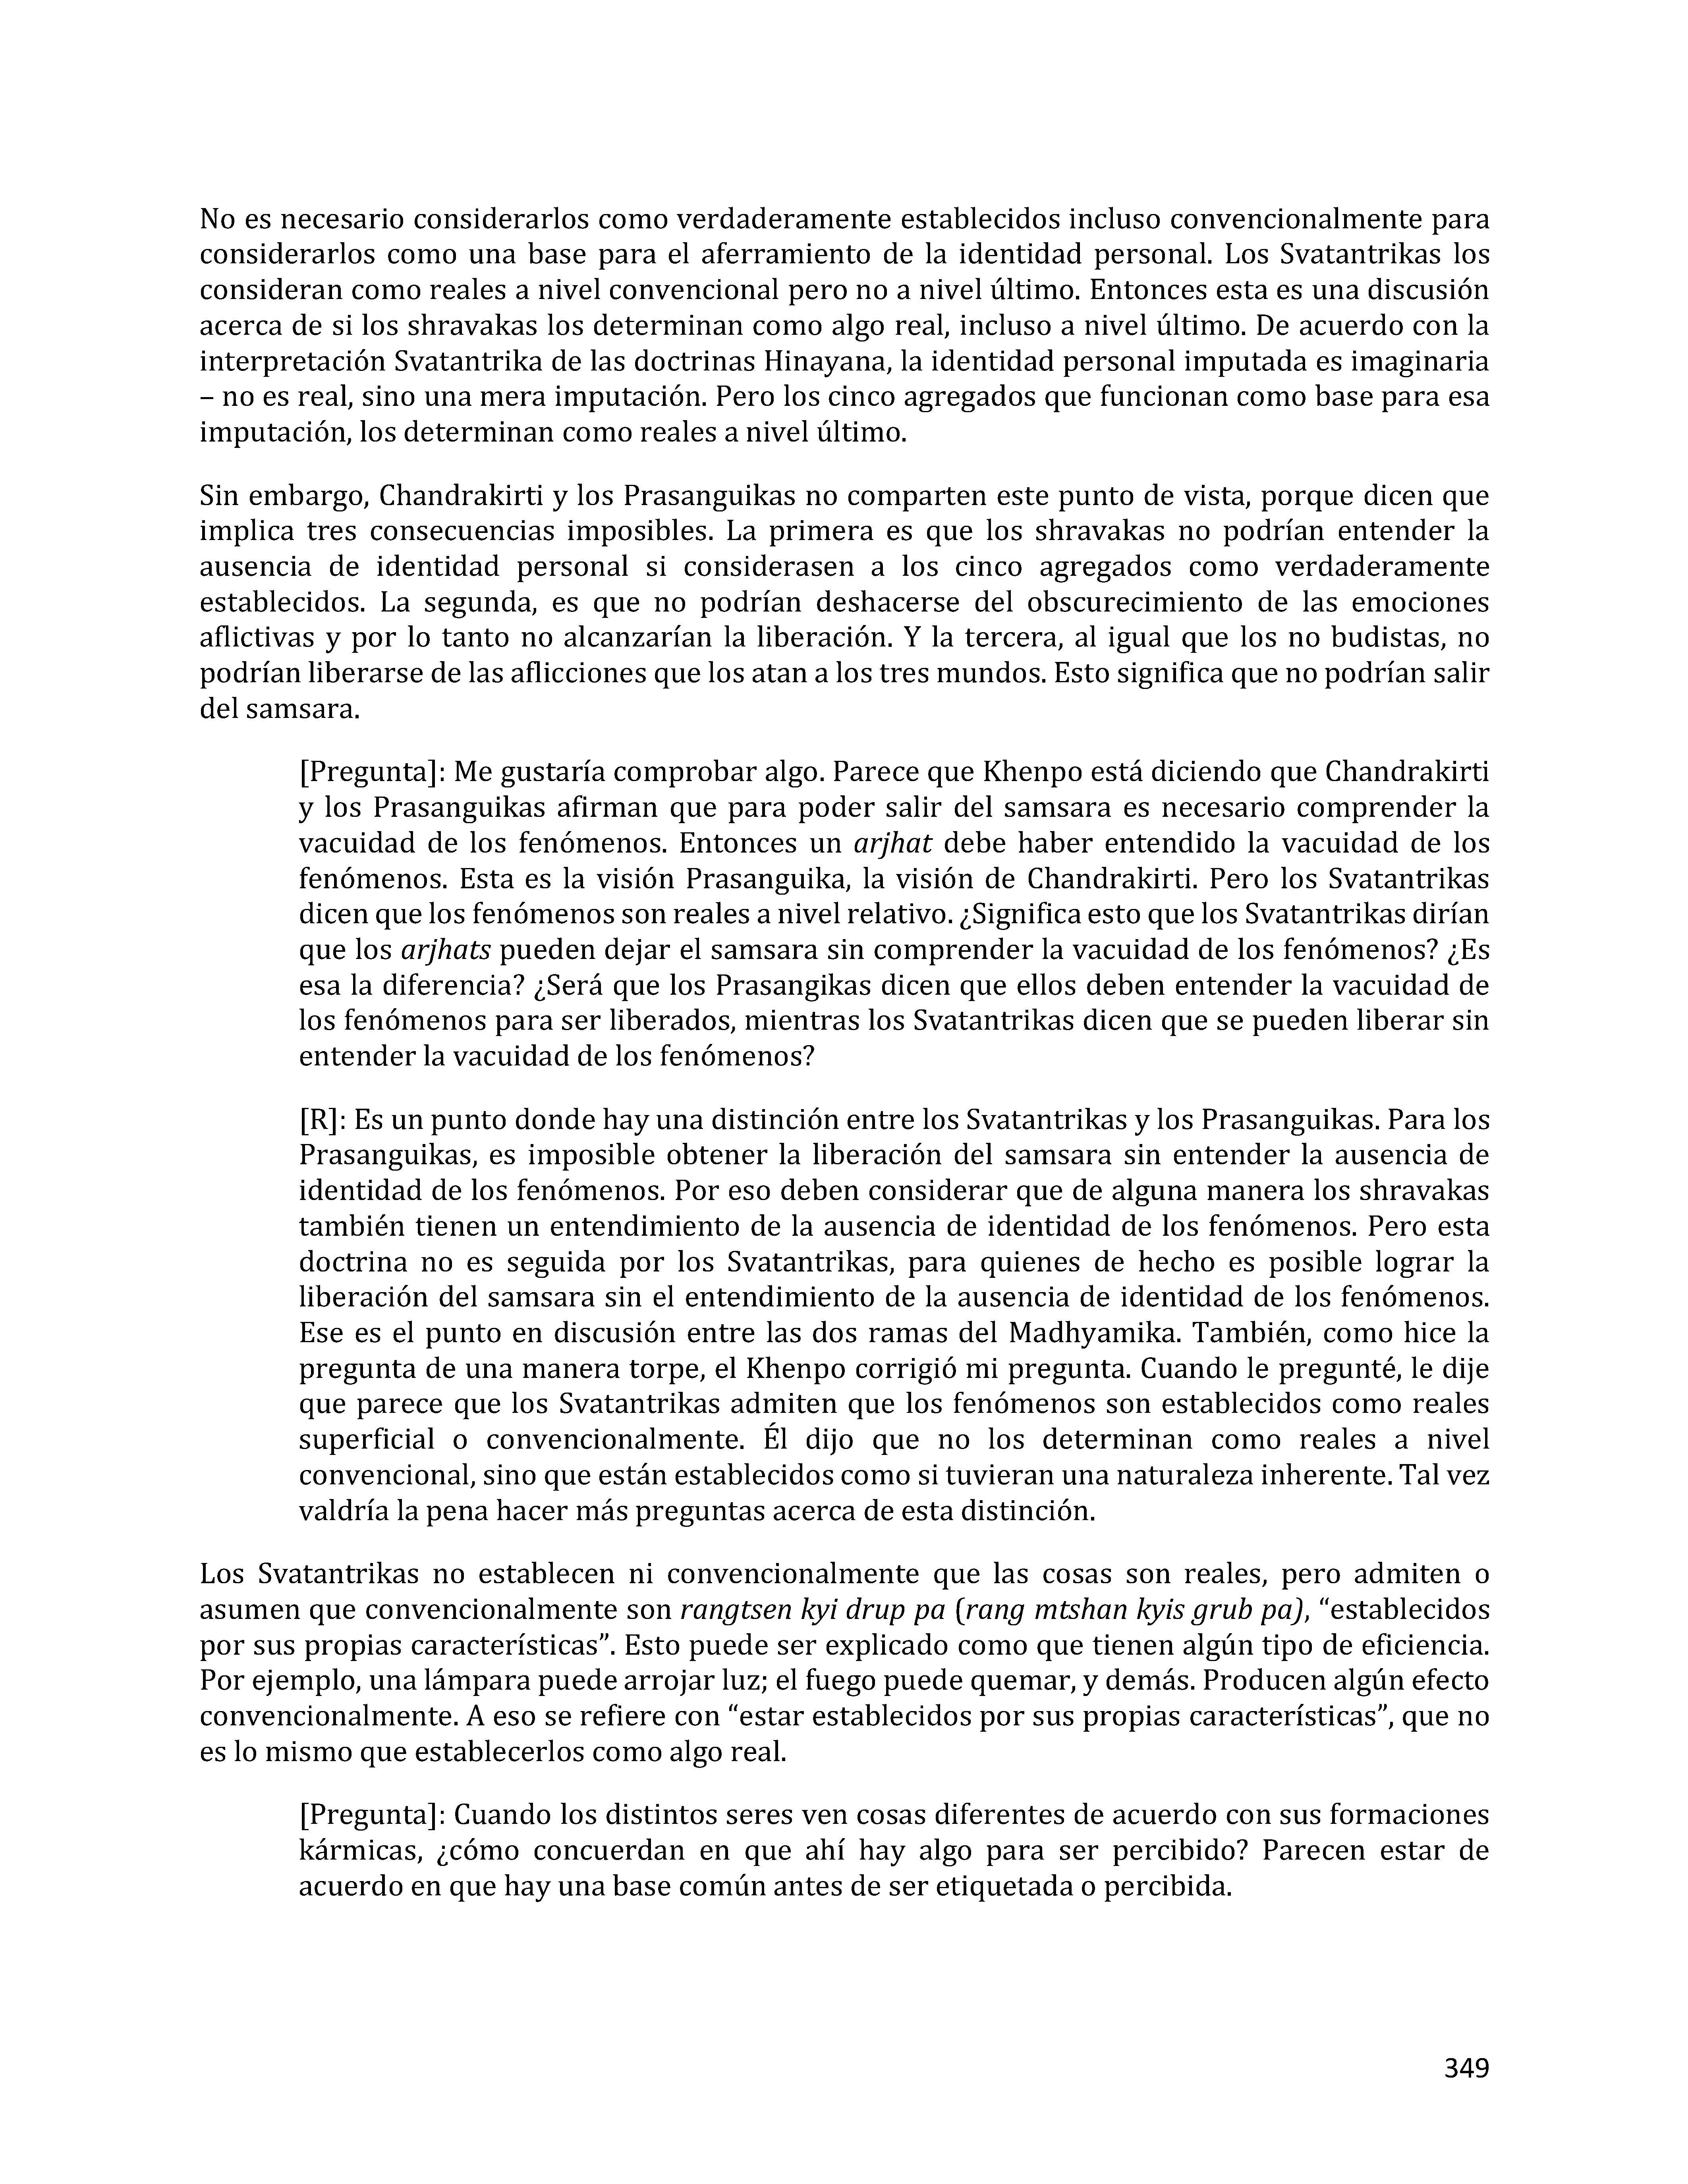 No es necesario considerarlos como verdaderamente establecidos incluso convencionalmente para
considerarlos como una base para el aferramiento de la identidad personal. Los Svatantrikas los
consideran como reales a nivel convencional pero no a nivel último. Entonces esta es una discusión
acerca de si los shravakas los determinan como algo real, incluso a nivel último. De acuerdo con la
interpretación Svatantrika de las doctrinas Hinayana, la identidad personal imputada es imaginaria
– no es real, sino una mera imputación. Pero los cinco agregados que funcionan como base para esa
imputación, los determinan como reales a nivel último.
Sin embargo, Chandrakirti y los Prasanguikas no comparten este punto de vista, porque dicen que
implica tres consecuencias imposibles. La primera es que los shravakas no podrían entender la
ausencia de identidad personal si considerasen a los cinco agregados como verdaderamente
establecidos. La segunda, es que no podrían deshacerse del obscurecimiento de las emociones
aflictivas y por lo tanto no alcanzarían la liberación. Y la tercera, al igual que los no budistas, no
podrían liberarse de las aflicciones que los atan a los tres mundos. Esto significa que no podrían salir
del samsara.
[Pregunta]: Me gustaría comprobar algo. Parece que Khenpo está diciendo que Chandrakirti
y los Prasanguikas afirman que para poder salir del samsara es necesario comprender la
vacuidad de los fenómenos. Entonces un arjhat debe haber entendido la vacuidad de los
fenómenos. Esta es la visión Prasanguika, la visión de Chandrakirti. Pero los Svatantrikas
dicen que los fenómenos son reales a nivel relativo. ¿Significa esto que los Svatantrikas dirían
que los arjhats pueden dejar el samsara sin comprender la vacuidad de los fenómenos? ¿Es
esa la diferencia? ¿Será que los Prasangikas dicen que ellos deben entender la vacuidad de
los fenómenos para ser liberados, mientras los Svatantrikas dicen que se pueden liberar sin
entender la vacuidad de los fenómenos?
[R]: Es un punto donde hay una distinción entre los Svatantrikas y los Prasanguikas. Para los
Prasanguikas, es imposible obtener la liberación del samsara sin entender la ausencia de
identidad de los fenómenos. Por eso deben considerar que de alguna manera los shravakas
también tienen un entendimiento de la ausencia de identidad de los fenómenos. Pero esta
doctrina no es seguida por los Svatantrikas, para quienes de hecho es posible lograr la
liberación del samsara sin el entendimiento de la ausencia de identidad de los fenómenos.
Ese es el punto en discusión entre las dos ramas del Madhyamika. También, como hice la
pregunta de una manera torpe, el Khenpo corrigió mi pregunta. Cuando le pregunté, le dije
que parece que los Svatantrikas admiten que los fenómenos son establecidos como reales
superficial o convencionalmente. Él dijo que no los determinan como reales a nivel
convencional, sino que están establecidos como si tuvieran una naturaleza inherente. Tal vez
valdría la pena hacer más preguntas acerca de esta distinción.
Los Svatantrikas no establecen ni convencionalmente que las cosas son reales, pero admiten o
asumen que convencionalmente son rangtsen kyi drup pa (rang mtshan kyis grub pa), “establecidos
por sus propias características”. Esto puede ser explicado como que tienen algún tipo de eficiencia.
Por ejemplo, una lámpara puede arrojar luz; el fuego puede quemar, y demás. Producen algún efecto
convencionalmente. A eso se refiere con “estar establecidos por sus propias características”, que no
es lo mismo que establecerlos como algo real.
[Pregunta]: Cuando los distintos seres ven cosas diferentes de acuerdo con sus formaciones
kármicas, ¿cómo concuerdan en que ahí hay algo para ser percibido? Parecen estar de
acuerdo en que hay una base común antes de ser etiquetada o percibida.
349